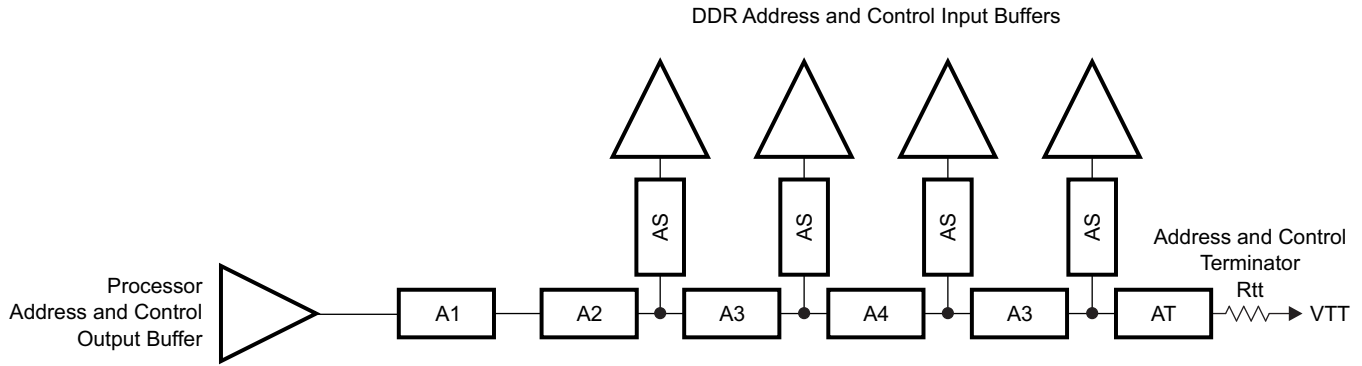 DDR Address and Control Input Buffers
AS
AS
AS
AS
Address and Control
Terminator
Rtt
Processor
Address and Control
Output Buffer
A1
A2
A3
A4
A3
AT
VTT